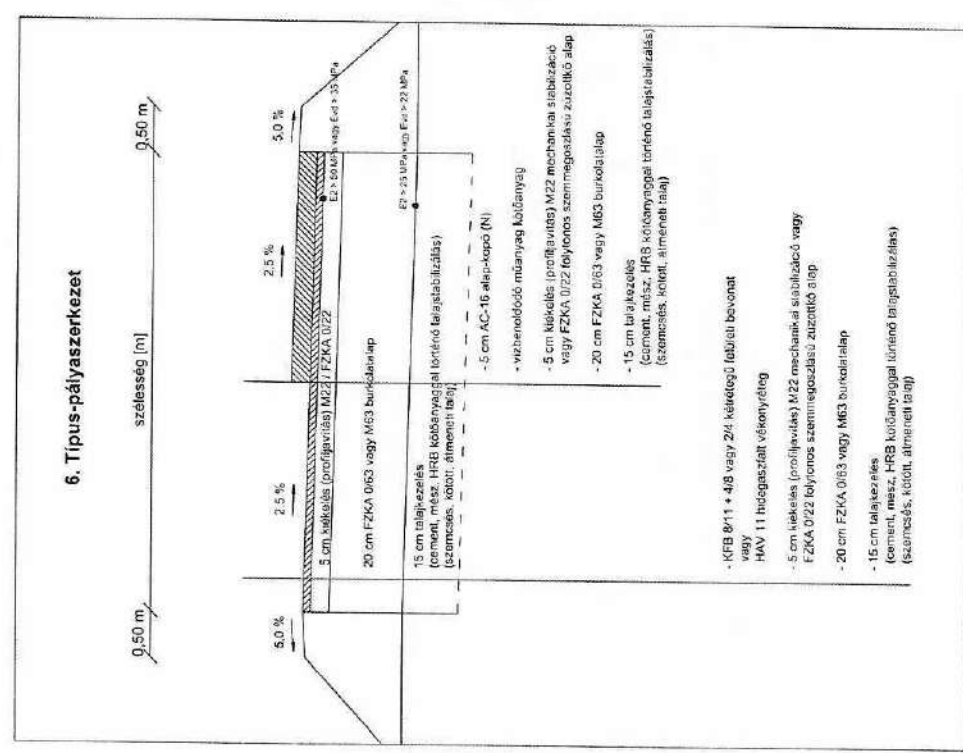 6. Típus-pályaszerkezet
szélesség [m]
0,50 m
0,50 m
5,0 %
2,5 %
2,5 %
5,0 %
5 cm kiékelés (profiljavítás) M22 / FZKA 0/22
E2 > 50 MPa vagy Evd > 35 MPa
20 cm FZKA 0/63 vagy M63 burkolatalap
E2 > 25 MPa vagy Evd > 22 MPa
15 cm talajkezelés
(cement, mész, HRB kötőanyaggal történő talajstabilizálás)
(szemcsés, kötött, átmeneti talaj)
- 5 cm AC-16 alap-kopó (N)
- vízbenoldódó műanyag kötőanyag
- 5 cm kiékelés (profiljavítás) M22 mechanikai stabilizáció
vagy FZKA 0/22 folytonos szemmegoszlású zúzottkő alap
- 20 cm FZKA 0/63 vagy M63 burkolatalap
- 15 cm talajkezelés
(cement, mész, HRB kötőanyaggal történő talajstabilizálás)
(szemcsés, kötött, átmeneti talaj)
- KFB 8/11 + 4/8 vagy 2/4 kétrétegű felületi bevonat
vagy
HAV 11 hidegaszfalt vékonyréteg
- 5 cm kiékelés (profiljavítás) M22 mechanikai stabilizáció vagy
FZKA 0/22 folytonos szemmegoszlású zúzottkő alap
- 20 cm FZKA 0/63 vagy M63 burkolatalap
- 15 cm talajkezelés
(cement, mész, HRB kötőanyaggal történő talajstabilizálás)
(szemcsés, kötött, átmeneti talaj)